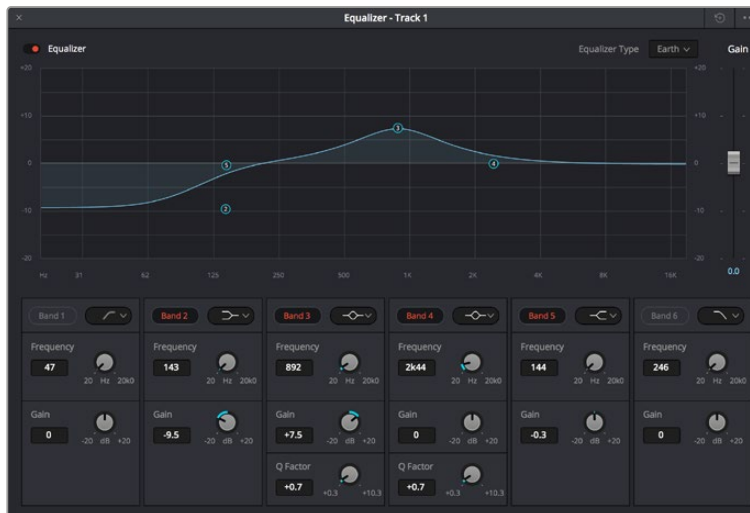 Equalizer - Track 1
Equalizer
Equalizer Type Earth Gain
+20 +20
+10 +10
0 0
-10 -10
-20 -20
3
5
4
2
Hz 31 62 125 250 500 1K 2K 4K 8K 16K
0.0
Band 1 Band 2 Band 3 Band 4 Band 5 Band 6
Frequency Frequency Frequency Frequency Frequency Frequency
47 143 892 2k44 144 246
20 Hz 20k0 20 Hz 20k0 20 Hz 20k0 20 Hz 20k0 20 Hz 20k0 20 Hz 20k0
Gain Gain Gain Gain Gain Gain
0 -9.5 +7.5 0 -0.3 0
-20 dB +20 -20 dB +20 -20 dB +20 -20 dB +20 -20 dB +20 -20 dB +20
Q Factor Q Factor
+0.7 +0.7
+0.3 +10.3 +0.3 +10.3